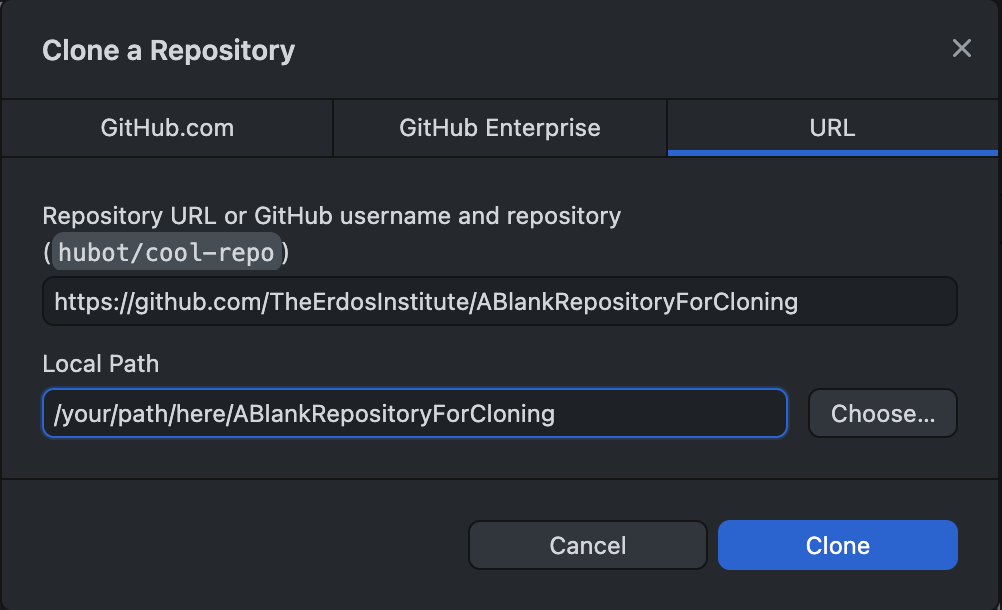 Clone a Repository
GitHub.com
GitHub Enterprise
URL
Repository URL or GitHub username and repository
(hubot/cool-repo)
https://github.com/TheErdosInstitute/ABlankRepositoryForCloning
Local Path
/your/path/here/ABlankRepositoryForCloning
Choose...
Cancel
Clone